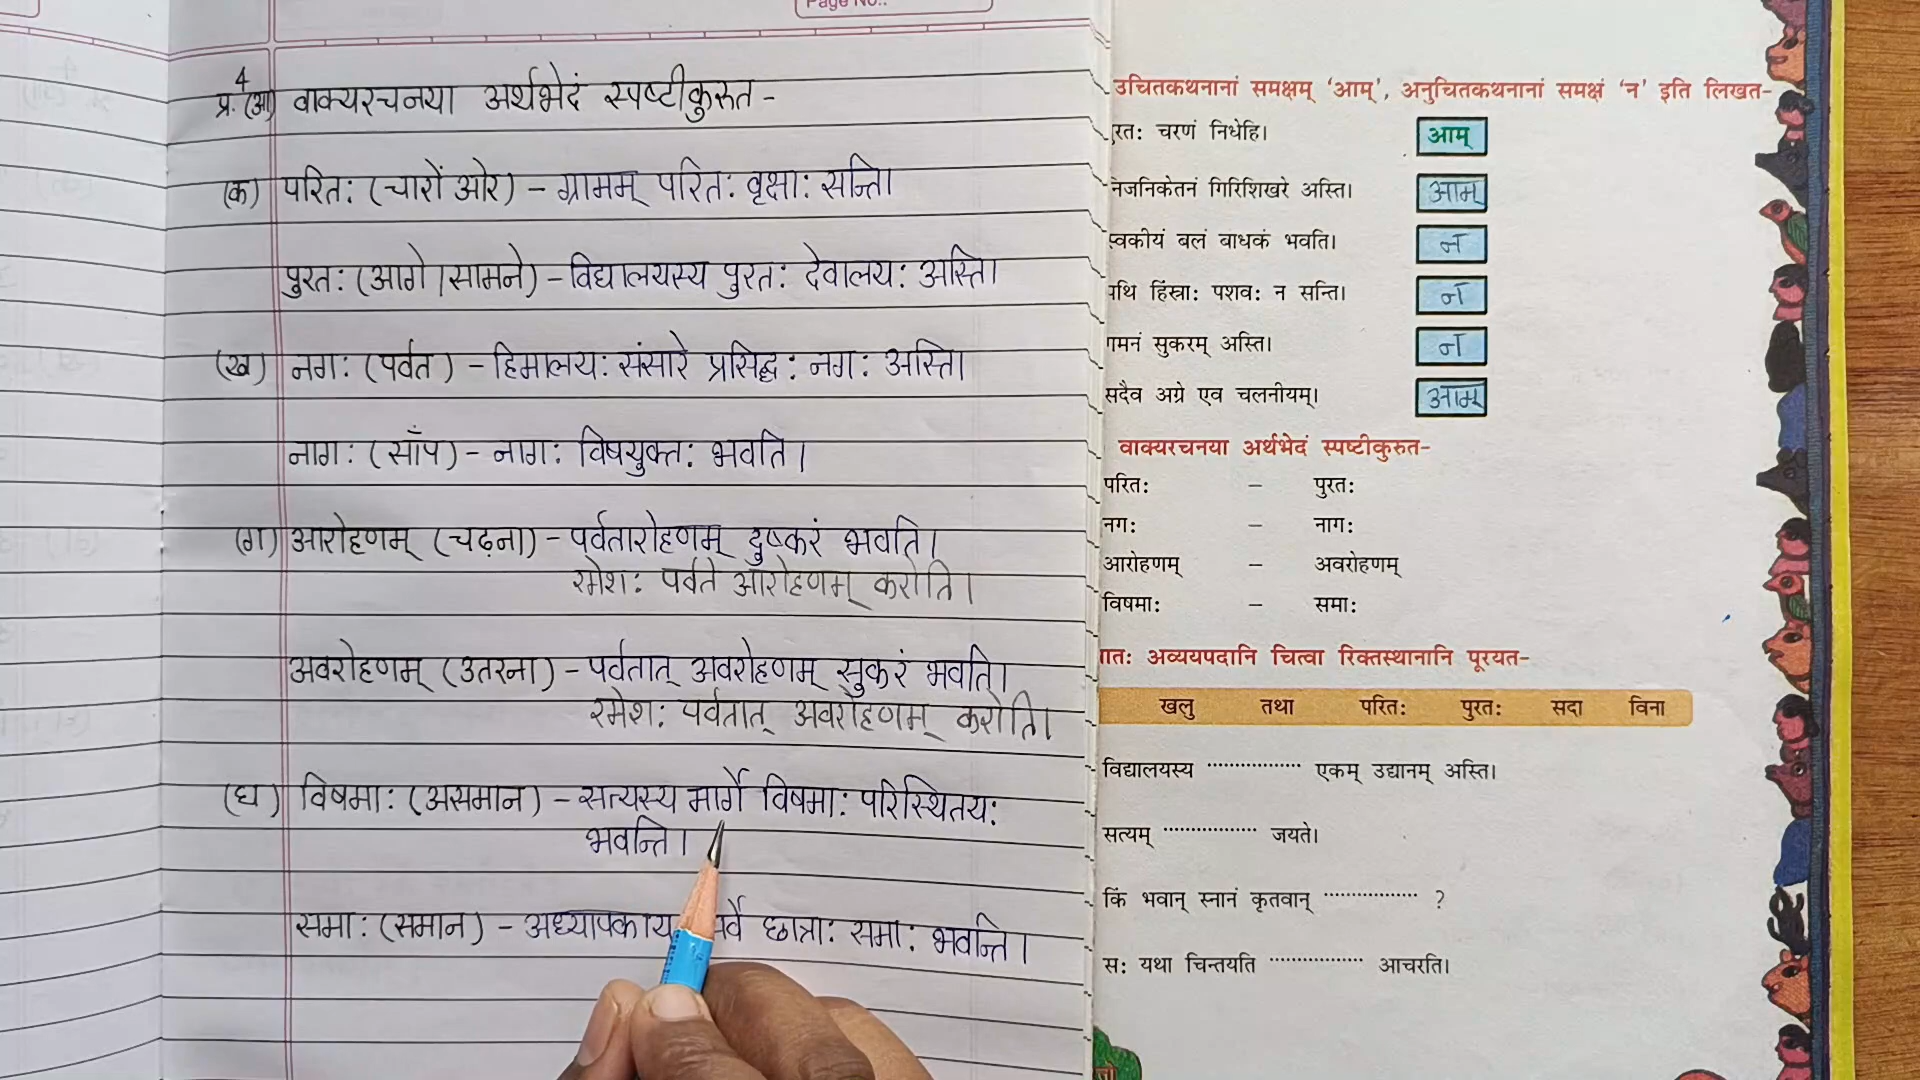 Page No.:
प्र. 4 (आ) वाक्यरचनया अर्थभेदं स्पष्टीकुरुत -
(क) परितः (चारों ओर) - ग्रामम् परितः वृक्षाः सन्ति।
पुरतः (आगे।सामने) - विद्यालयस्य पुरतः देवालयः अस्ति।
(ख) नगः (पर्वत) - हिमालयः संसारे प्रसिद्धः नगः अस्ति।
नागः (साँप) - नागः विषयुक्तः भवति।
(ग) आरोहणम् (चढ़ना) - पर्वतारोहणम् दुष्करं भवति।
रमेशः पर्वते आरोहणम् करोति।
अवरोहणम् (उतरना) - पर्वतात् अवरोहणम् सुकरं भवति।
रमेशः पर्वतात् अवरोहणम् करोति।
(घ) विषमाः (असमान) - सत्यस्य मार्गे विषमाः परिस्थितयः
भवन्ति।
समाः (समान) - अध्यापकाय छात्राः समाः भवन्ति।
उचितकथनानां समक्षम् 'आम्', अनुचितकथनानां समक्षं 'न' इति लिखत-
चरणं निधेहि। आम्
गिरिशिखरे अस्ति। आम्
स्वकीयं बलं बाधकं भवति। न
हिंस्राः पशवः न सन्ति। न
गमनं सुकरम् अस्ति। न
सदैव अग्रे एव चलनीयम्। आम्
वाक्यरचनया अर्थभेदं स्पष्टीकुरुत-
परितः - पुरतः
नगः - नागः
आरोहणम् - अवरोहणम्
विषमाः - समाः
अव्ययपदानि चित्वा रिक्तस्थानानि पूरयत-
खलु तथा परितः पुरतः सदा विना
विद्यालयस्य ................. एकम् उद्यानम् अस्ति।
सत्यम् ................. जयते।
किं भवान् स्नानं कृतवान् ................. ?
सः यथा चिन्तयति ................. आचरति।